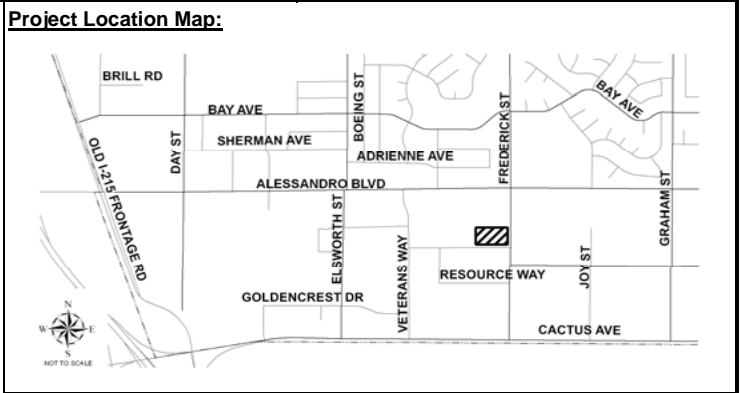 Project Location Map:
BRILL RD
BAY AVE
BAY AVE
BOEING ST
FREDERICK ST
DAY ST
SHERMAN AVE
ADRIENNE AVE
OLD I-215 FRONTAGE RD
ALESSANDRO BLVD
GRAHAM ST
ELSWORTH ST
VETERANS WAY
JOY ST
RESOURCE WAY
GOLDENCREST DR
CACTUS AVE
N
W
E
S
NOT TO SCALE